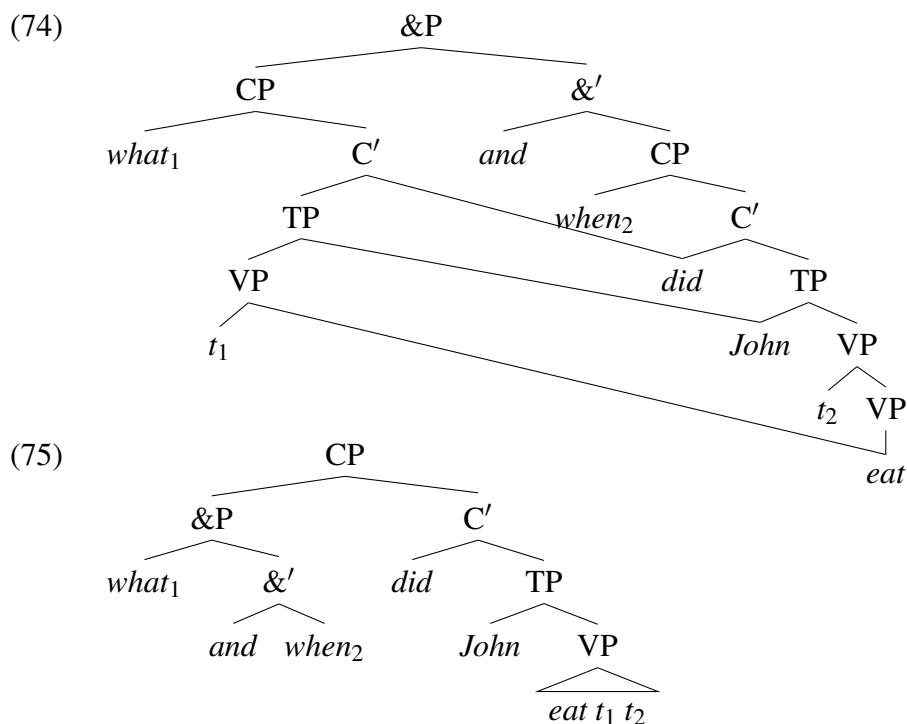 (74) &P
CP &′
what₁ C′ and CP
TP when₂ C′
VP did TP
t₁ John VP
t₂ VP
(75) CP eat
&P C′
what₁ &′ did TP
and when₂ John VP
eat t₁ t₂